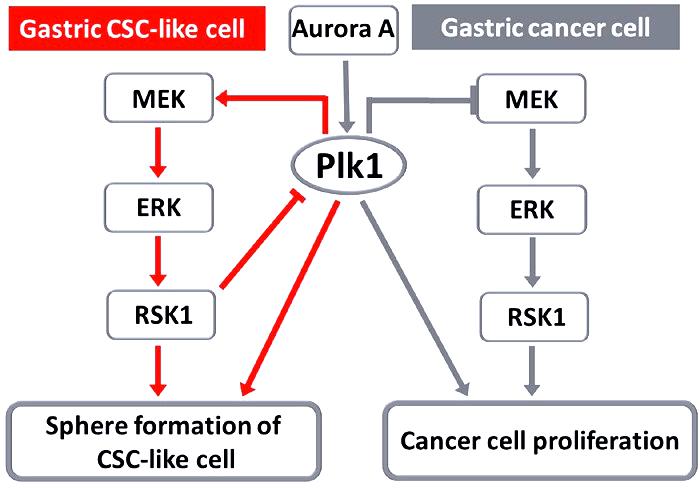 Gastric CSC-like cell
Aurora A
Gastric cancer cell
MEK
MEK
Plk1
ERK
ERK
RSK1
RSK1
Sphere formation of
CSC-like cell
Cancer cell proliferation